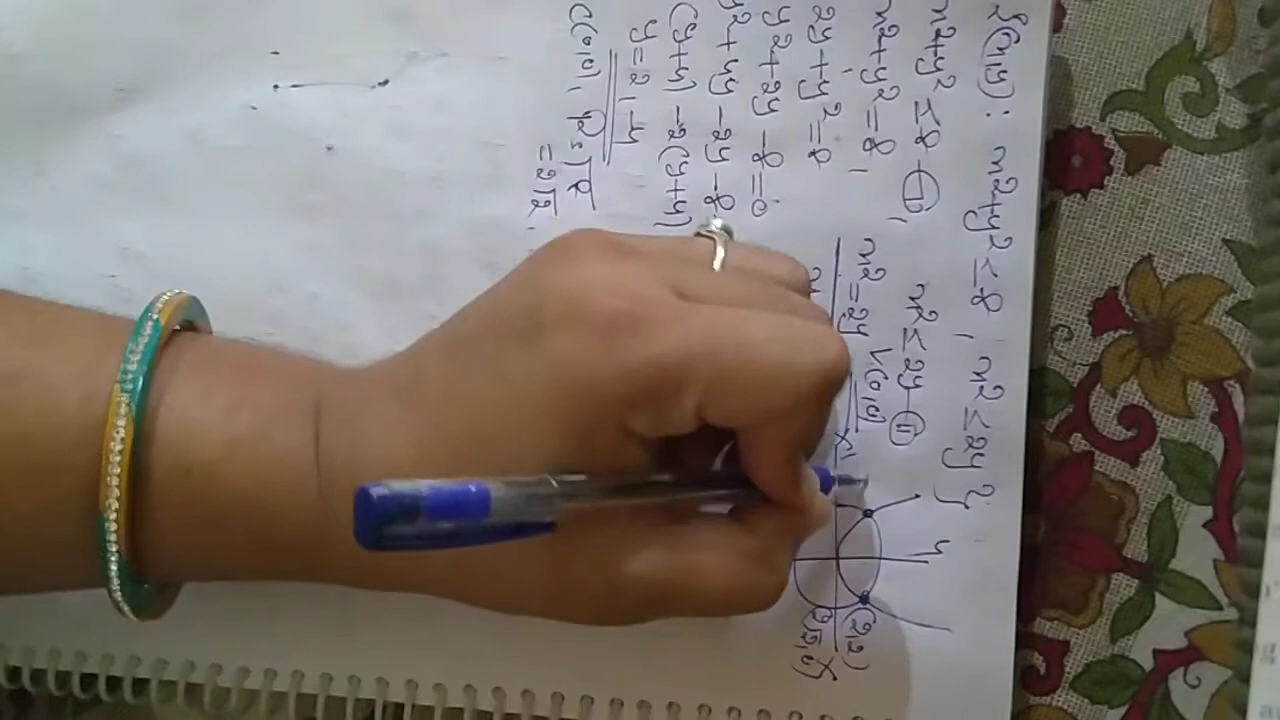 {(x,y): x²+y² ≤ 8, x² ≤ 2y}
x²+y² ≤ 8 - (i), x² ≤ 2y - (ii)
x²+y² = 8, x² = 2y V(0,0)
2y+y² = 8
y²+2y-8=0
y²+4y-2y-8
(y+4) -2(y+4)
y=2, -4
C(0,0), r=√8
=2√2.
y
x'
(2,2)
(2√2,0)
x